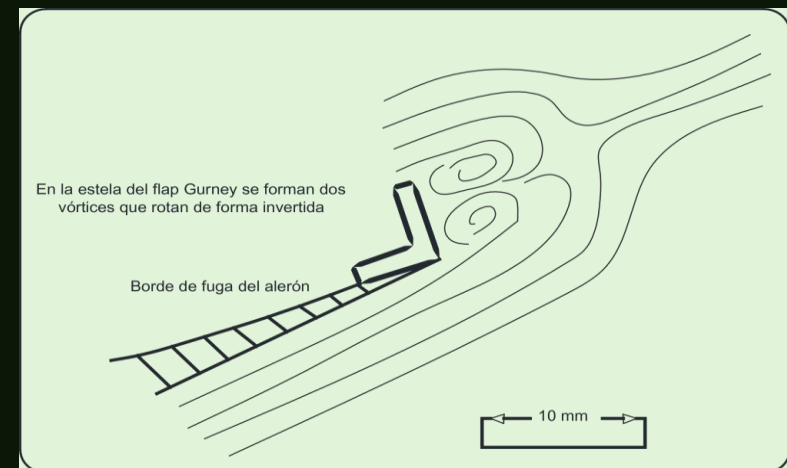 En la estela del flap Gurney se forman dos
vórtices que rotan de forma invertida
Borde de fuga del alerón
10 mm